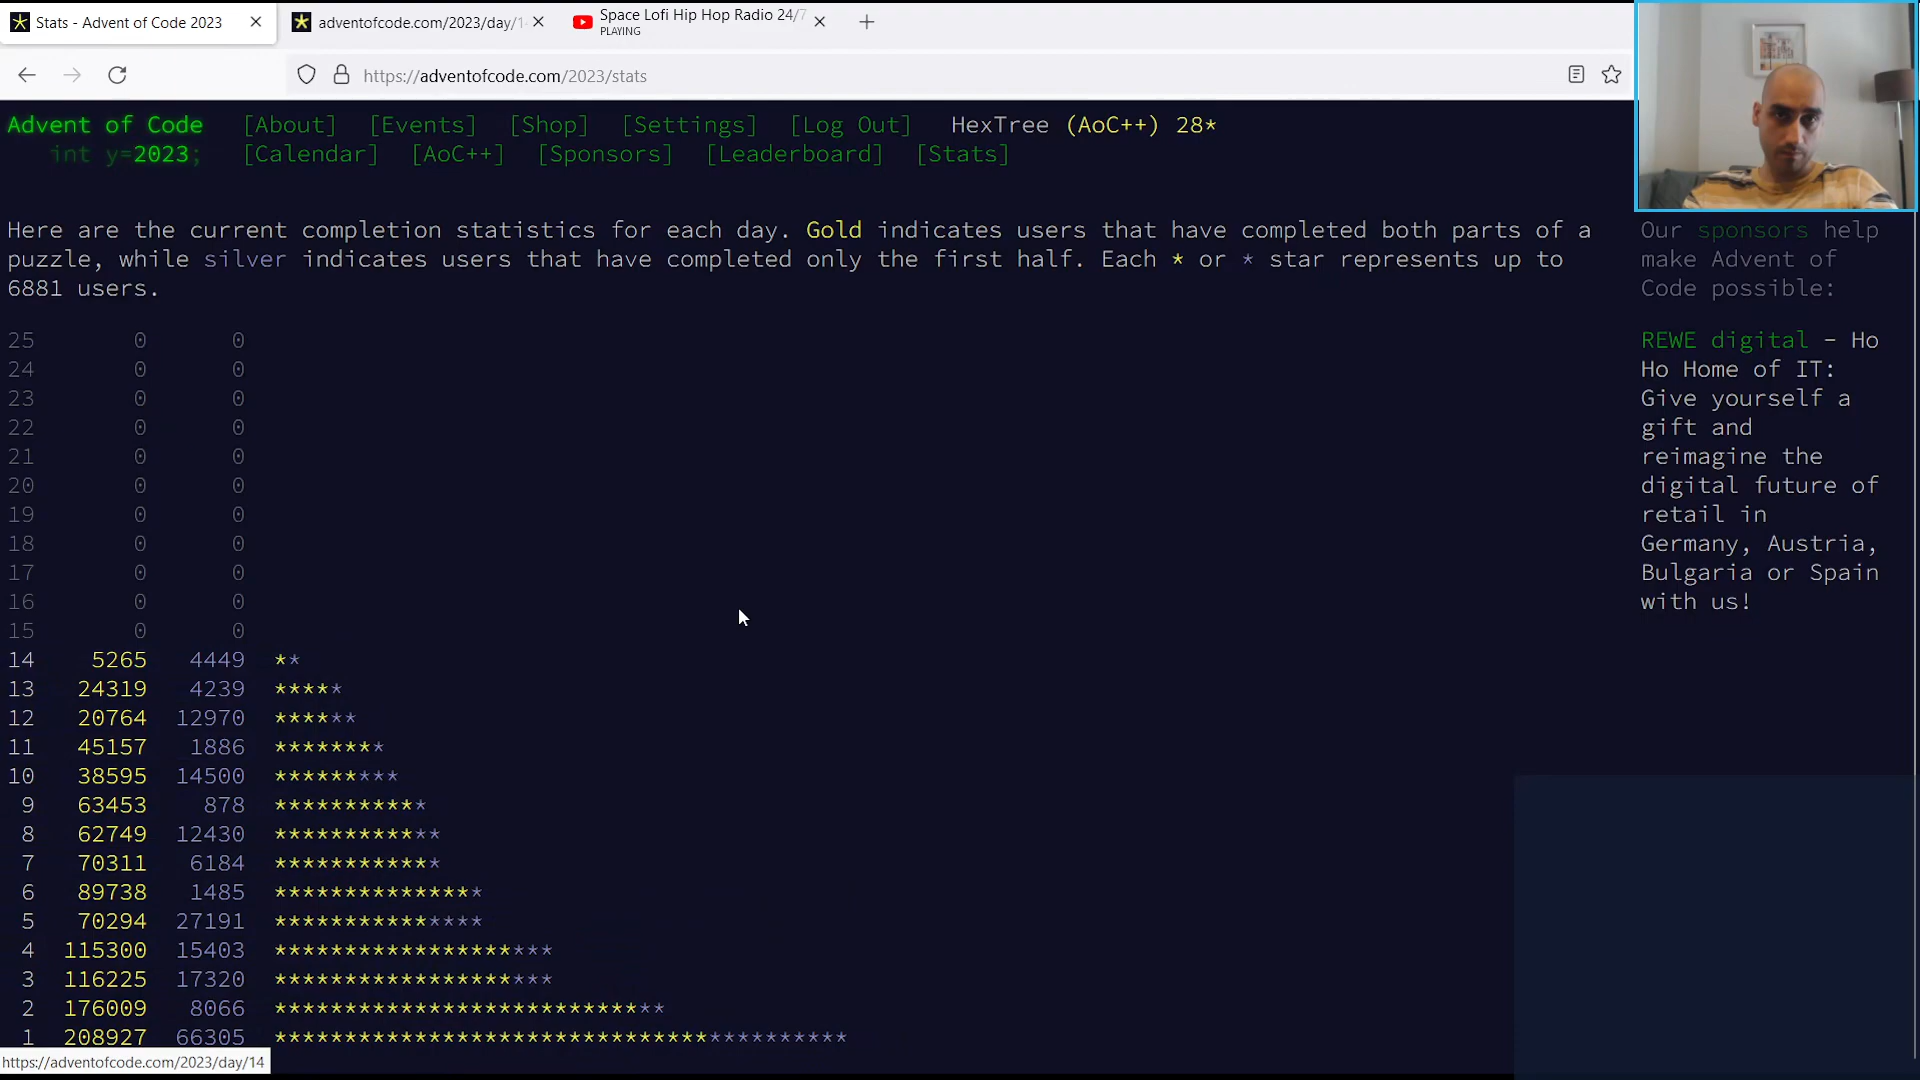 Stats - Advent of Code 2023
adventofcode.com/2023/day/1
Space Lofi Hip Hop Radio 24/7
PLAYING
https://adventofcode.com/2023/stats
Advent of Code [About] [Events] [Shop] [Settings] [Log Out] HexTree (AoC++) 28*
int y=2023; [Calendar] [AoC++] [Sponsors] [Leaderboard] [Stats]
Here are the current completion statistics for each day. Gold indicates users that have completed both parts of a
puzzle, while silver indicates users that have completed only the first half. Each * or * star represents up to
6881 users.
25 0 0
24 0 0
23 0 0
22 0 0
21 0 0
20 0 0
19 0 0
18 0 0
17 0 0
16 0 0
15 0 0
14 5265 4449 **
13 24319 4239 *****
12 20764 12970 ******
11 45157 1886 ********
10 38595 14500 *********
9 63453 878 ***********
8 62749 12430 ************
7 70311 6184 ************
6 89738 1485 ***************
5 70294 27191 ***************
4 115300 15403 ********************
3 116225 17320 ********************
2 176009 8066 ****************************
1 208927 66305 *****************************************
https://adventofcode.com/2023/day/14
Our sponsors help
make Advent of
Code possible:
REWE digital - Ho
Ho Home of IT:
Give yourself a
gift and
reimagine the
digital future of
retail in
Germany, Austria,
Bulgaria or Spain
with us!